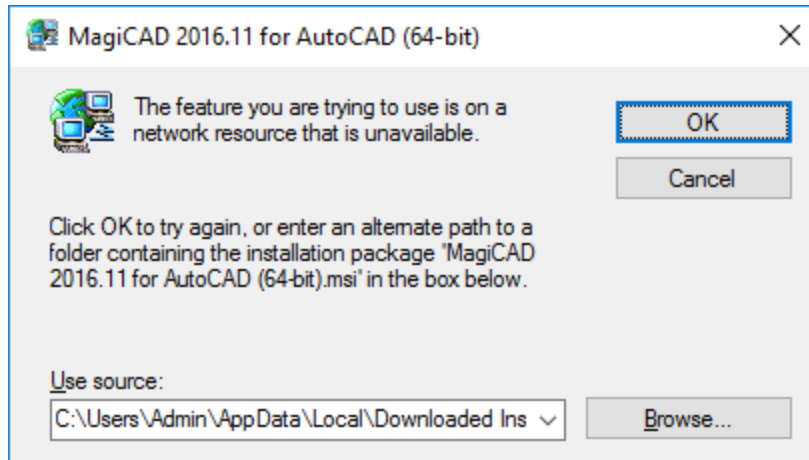 MagiCAD 2016.11 for AutoCAD (64-bit)
The feature you are trying to use is on a
network resource that is unavailable.
OK
Cancel
Click OK to try again, or enter an alternate path to a
folder containing the installation package 'MagiCAD
2016.11 for AutoCAD (64-bit).msi' in the box below.
Use source:
C:\Users\Admin\AppData\Local\Downloaded Ins
Browse...